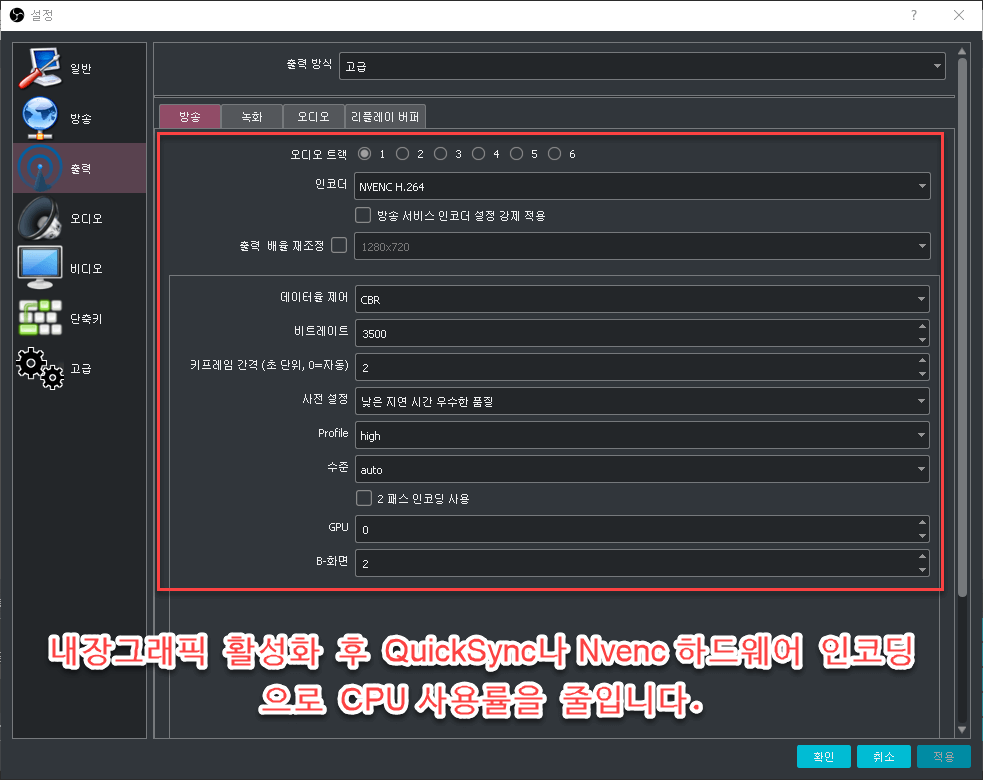 설정
일반
방송
출력
오디오
비디오
단축키
고급
출력 방식 고급
방송 녹화 오디오 리플레이 버퍼
오디오 트랙 1 2 3 4 5 6
인코더 NVENC H.264
방송 서비스 인코더 설정 강제 적용
출력 배율 재조정 1280x720
데이터율 제어 CBR
비트레이트 3500
키프레임 간격 (초 단위, 0=자동) 2
사전 설정 낮은 지연 시간 우수한 품질
Profile high
수준 auto
2 패스 인코딩 사용
GPU 0
B-화면 2
내장그래픽 활성화 후 QuickSync나 Nvenc 하드웨어 인코딩
으로 CPU 사용률을 줄입니다.
확인 취소 적용